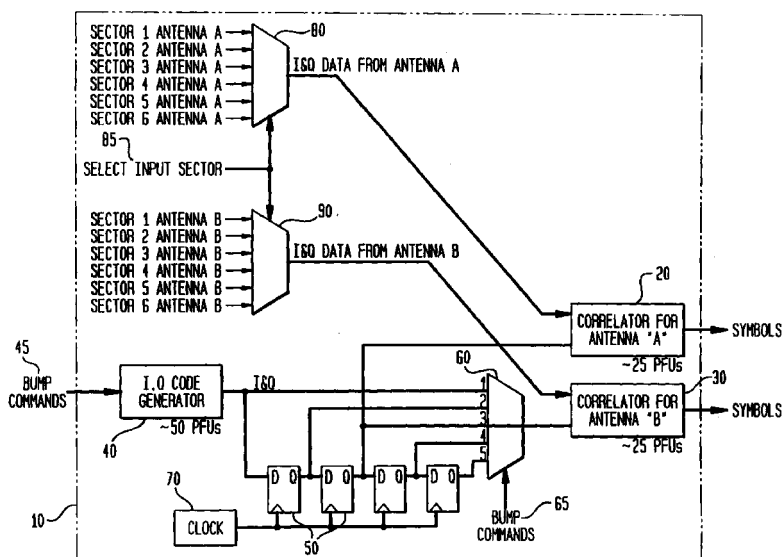 SECTOR 1 ANTENNA A
SECTOR 2 ANTENNA A
SECTOR 3 ANTENNA A
SECTOR 4 ANTENNA A
SECTOR 5 ANTENNA A
SECTOR 6 ANTENNA A
80
I&Q DATA FROM ANTENNA A
85
SELECT INPUT SECTOR
SECTOR 1 ANTENNA B
SECTOR 2 ANTENNA B
SECTOR 3 ANTENNA B
SECTOR 4 ANTENNA B
SECTOR 5 ANTENNA B
SECTOR 6 ANTENNA B
90
I&Q DATA FROM ANTENNA B
20
CORRELATOR FOR
ANTENNA "A"
~25 PFUs
SYMBOLS
30
CORRELATOR FOR
ANTENNA "B"
~25 PFUs
SYMBOLS
45
BUMP
COMMANDS
I.Q CODE
GENERATOR
40
~50 PFUs
I&Q
60
1
2
3
4
5
D Q
D Q
D Q
D Q
70
CLOCK
50
65
BUMP
COMMANDS
10